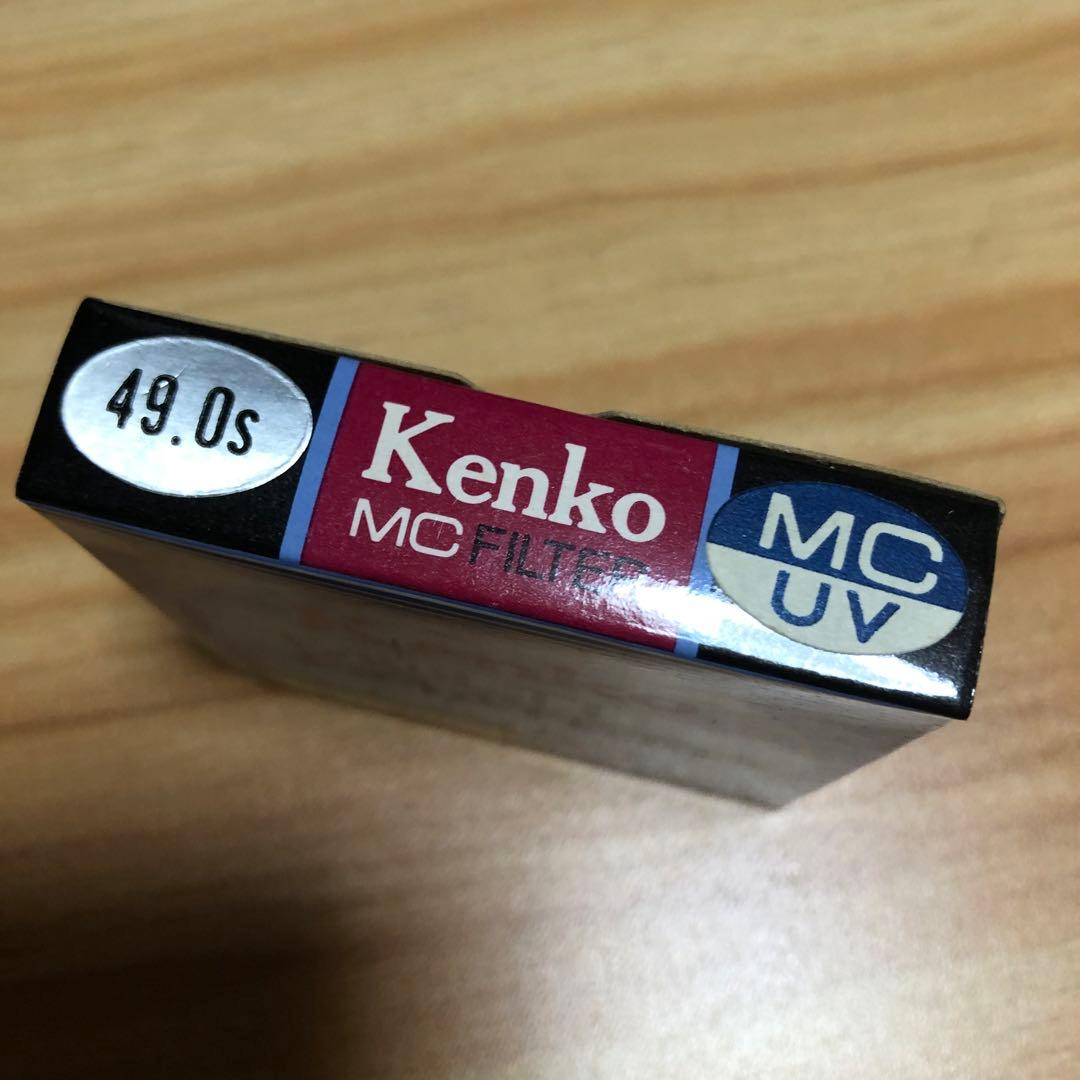 49.0s
Kenko
MC FILTER
MC
UV